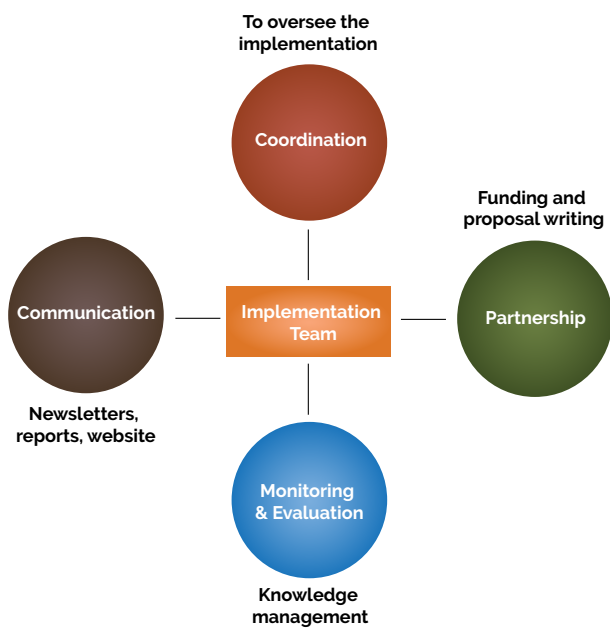 To oversee the
implementation
Coordination
Funding and
proposal writing
Communication
Implementation
Team
Partnership
Newsletters,
reports, website
Monitoring
& Evaluation
Knowledge
management